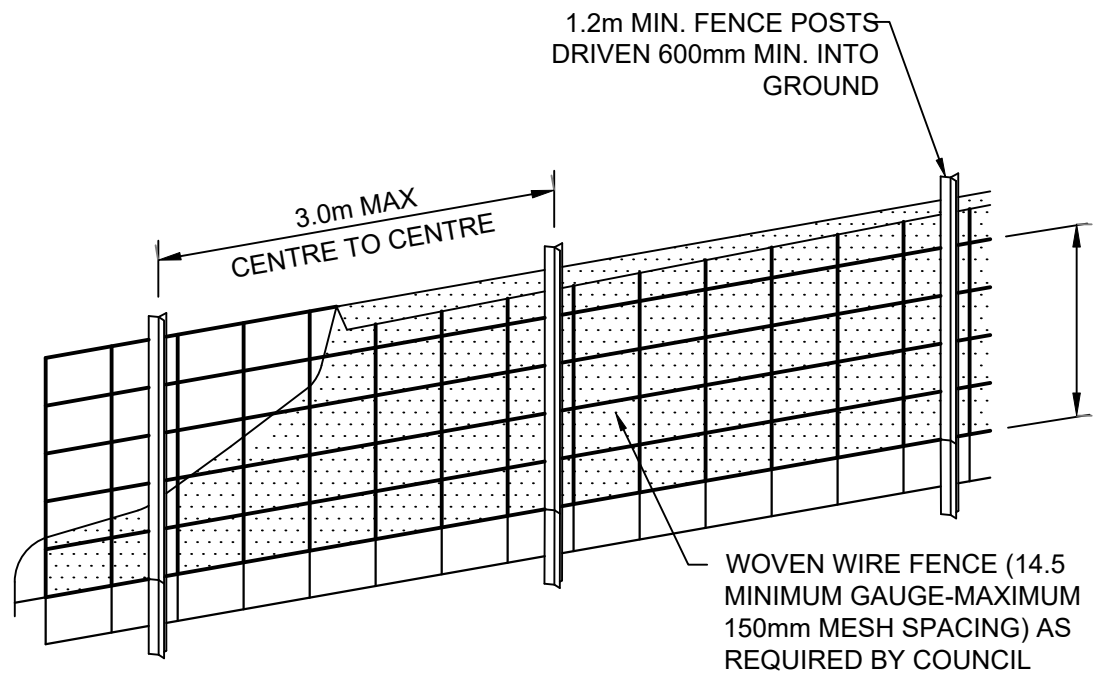 1.2m MIN. FENCE POSTS
DRIVEN 600mm MIN. INTO
GROUND
3.0m MAX
CENTRE TO CENTRE
WOVEN WIRE FENCE (14.5
MINIMUM GAUGE-MAXIMUM
150mm MESH SPACING) AS
REQUIRED BY COUNCIL